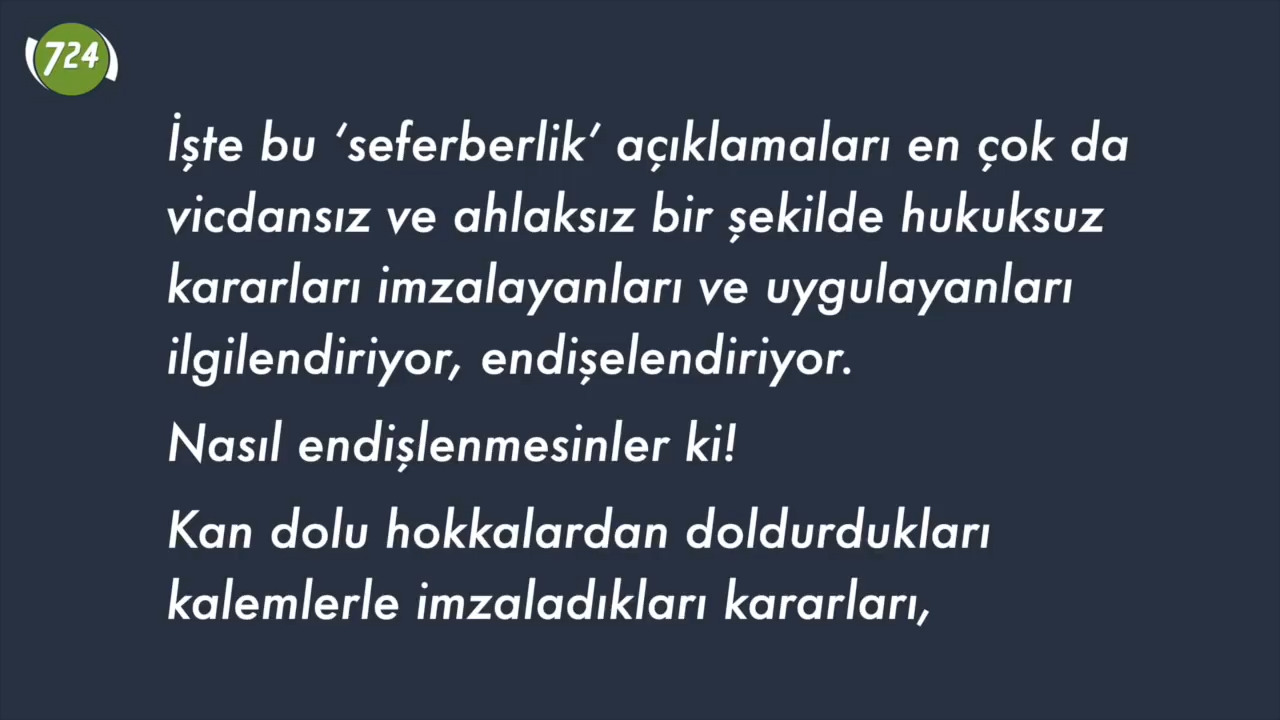 724
İşte bu ‘seferberlik’ açıklamaları en çok da
vicdansız ve ahlaksız bir şekilde hukuksuz
kararları imzalayanları ve uygulayanları
ilgilendiriyor, endişelendiriyor.
Nasıl endişlenmesinler ki!
Kan dolu hokkalardan doldurdukları
kalemlerle imzaladıkları kararları,